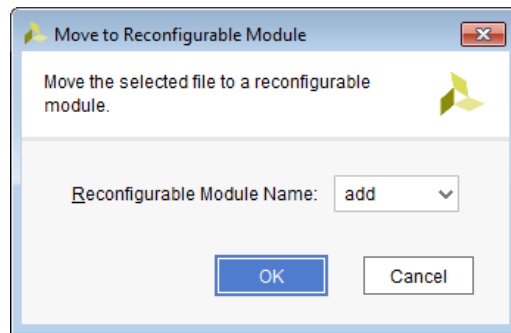 Move to Reconfigurable Module
Move the selected file to a reconfigurable
module.
Reconfigurable Module Name: add
OK Cancel